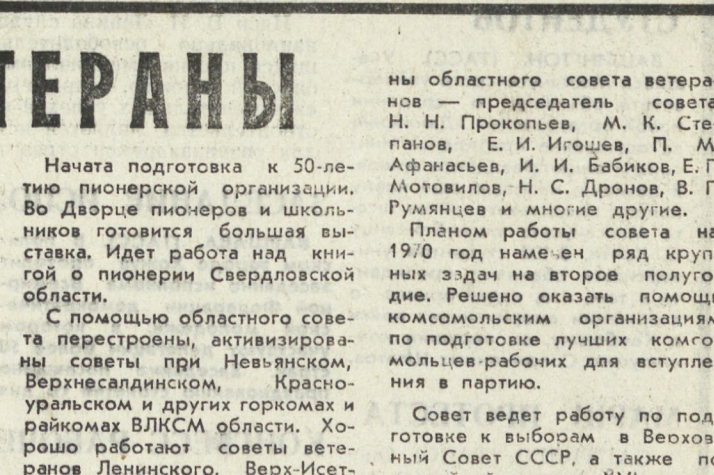 ТЕРАНЫ
Начата подготовка к 50-ле-
тию пионерской организации.
Во Дворце пионеров и школь-
ников готовится большая вы-
ставка. Идет работа над кни-
гой о пионерии Свердловской
области.
С помощью областного сове-
та перестроены, активизирова-
ны советы при Невьянском,
Верхнесалдинском, Красно-
уральском и других горкомах и
райкомах ВЛКСМ области. Хо-
рошо работают советы вете-
ранов Ленинского, Верх-Исет-
ны областного совета ветера
нов — председатель совета
Н. Н. Прокопьев, М. К. Сте
панов, Е. И. Игошев, П. М
Афанасьев, И. И. Бабиков, Е. Г
Мотовилов, Н. С. Дронов, В. Г
Румянцев и многие другие.
Планом работы совета на
1970 год намечен ряд круп
ных задач на второе полуго
дие. Решено оказать помощь
комсомольским организациям
по подготовке лучших комсо
мольцев-рабочих для вступле
ния в партию.
Совет ведет работу по под
готовке к выборам в Верхов
ный Совет СССР, а также по